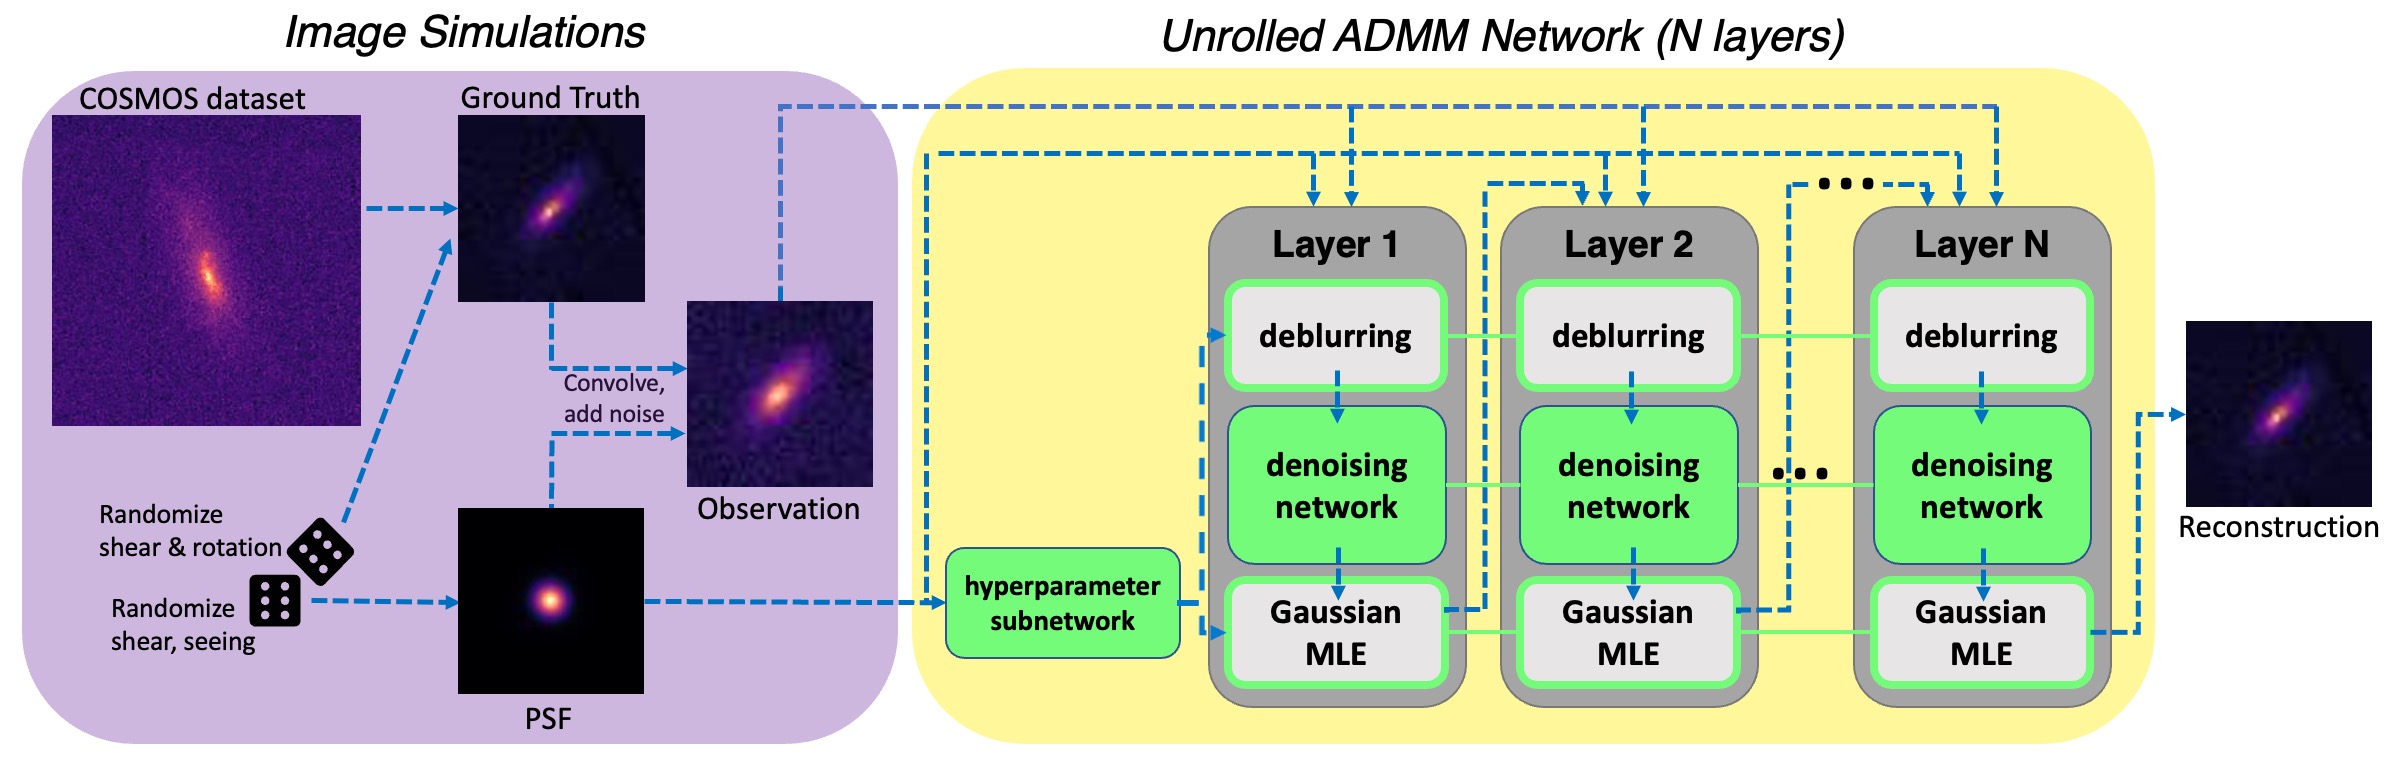 Image Simulations
COSMOS dataset
Ground Truth
Convolve,
add noise
Observation
Randomize
shear & rotation
Randomize
shear, seeing
PSF
Unrolled ADMM Network (N layers)
hyperparameter
subnetwork
Layer 1
deblurring
denoising
network
Gaussian
MLE
Layer 2
deblurring
denoising
network
Gaussian
MLE
...
...
Layer N
deblurring
denoising
network
Gaussian
MLE
Reconstruction